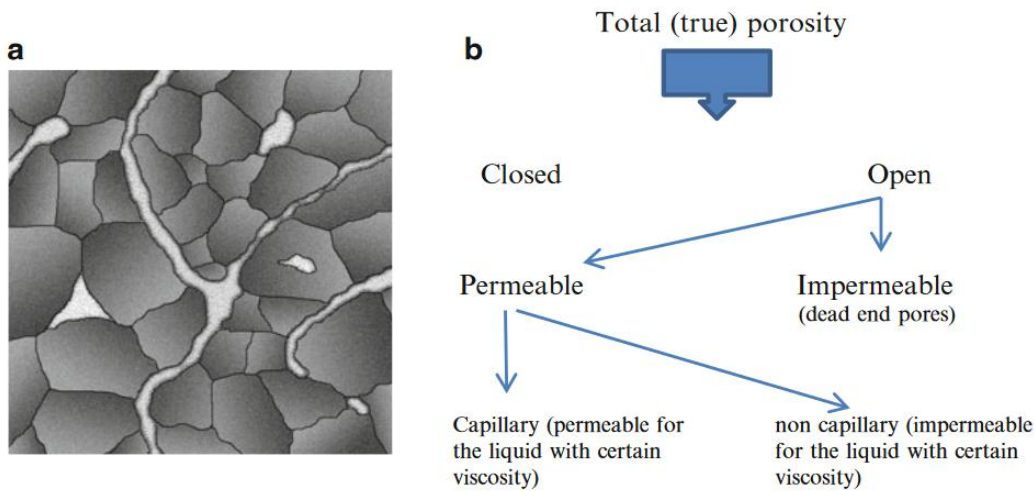 a
b
Total (true) porosity
Closed
Open
Permeable
Impermeable
(dead end pores)
Capillary (permeable for
the liquid with certain
viscosity)
non capillary (impermeable
for the liquid with certain
viscosity)